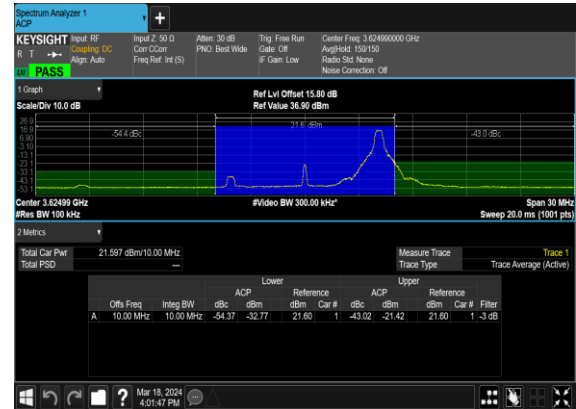 Spectrum Analyzer 1
ACP
KEYSIGHT Input: RF Input Z: 50 Ω Atten: 30 dB Trig: Free Run Center Freq: 3.624990000 GHz
R T Coupling: DC Corr CCorr PNO: Best Wide Gate: Off Avg|Hold: 150/150
Align: Auto Freq Ref: Int (S) IF Gain: Low Radio Std: None
PASS Noise Correction: Off
1 Graph
Ref Lvl Offset 15.80 dB
Scale/Div 10.0 dB Ref Value 36.90 dBm
26.9
16.9
6.90
-3.10
-13.1
-23.1
-33.1
-43.1
-53.1
-54.4 dBc 21.6 dBm -43.0 dBc
Center 3.62499 GHz #Video BW 300.00 kHz* Span 30 MHz
#Res BW 100 kHz Sweep 20.0 ms (1001 pts)
2 Metrics
Total Car Pwr 21.597 dBm/10.00 MHz Measure Trace Trace 1
Total PSD --- Trace Type Trace Average (Active)
Lower Upper
ACP Reference ACP Reference
Offs Freq Integ BW dBc dBm dBm Car # dBc dBm dBm Car # Filter
A 10.00 MHz 10.00 MHz -54.37 -32.77 21.60 1 -43.02 -21.42 21.60 1 -3 dB
Mar 18, 2024
4:01:47 PM